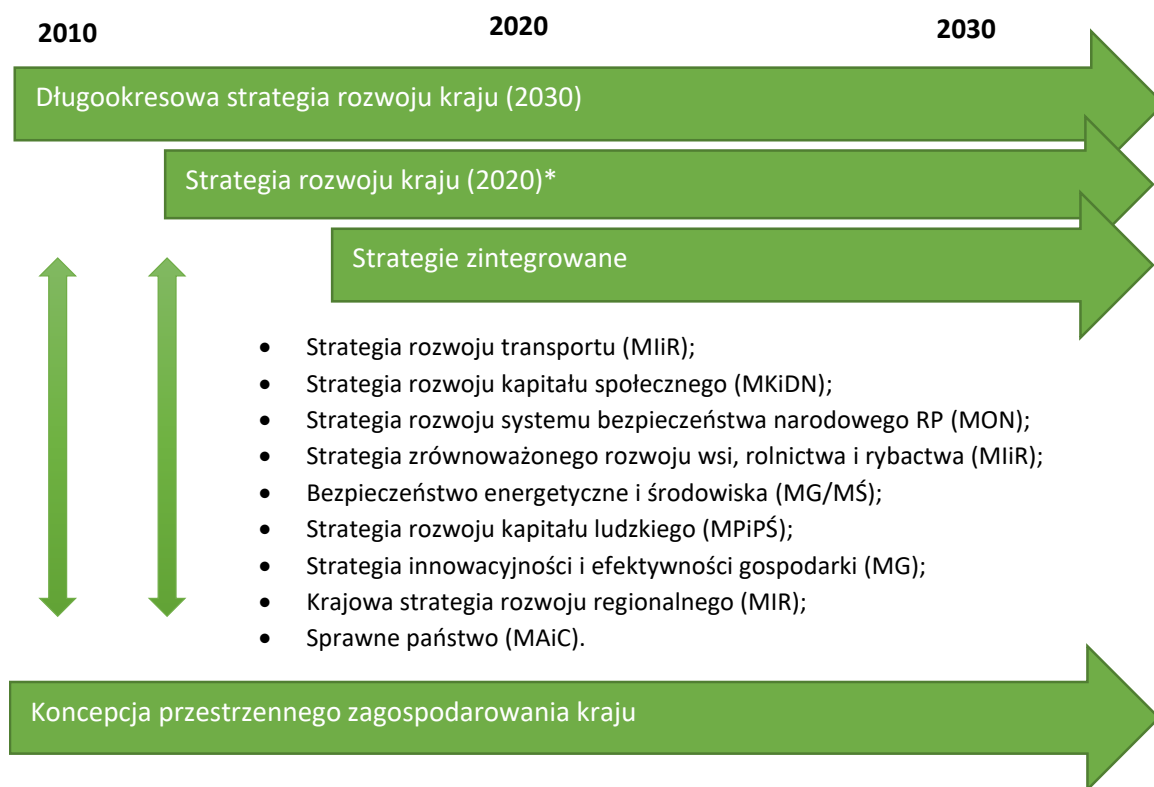 2010 2020 2030
Długookresowa strategia rozwoju kraju (2030)
Strategia rozwoju kraju (2020)*
Strategie zintegrowane
• Strategia rozwoju transportu (MIiR);
• Strategia rozwoju kapitału społecznego (MKiDN);
• Strategia rozwoju systemu bezpieczeństwa narodowego RP (MON);
• Strategia zrównoważonego rozwoju wsi, rolnictwa i rybactwa (MIiR);
• Bezpieczeństwo energetyczne i środowiska (MG/MŚ);
• Strategia rozwoju kapitału ludzkiego (MPiPŚ);
• Strategia innowacyjności i efektywności gospodarki (MG);
• Krajowa strategia rozwoju regionalnego (MIR);
• Sprawne państwo (MAiC).
Koncepcja przestrzennego zagospodarowania kraju